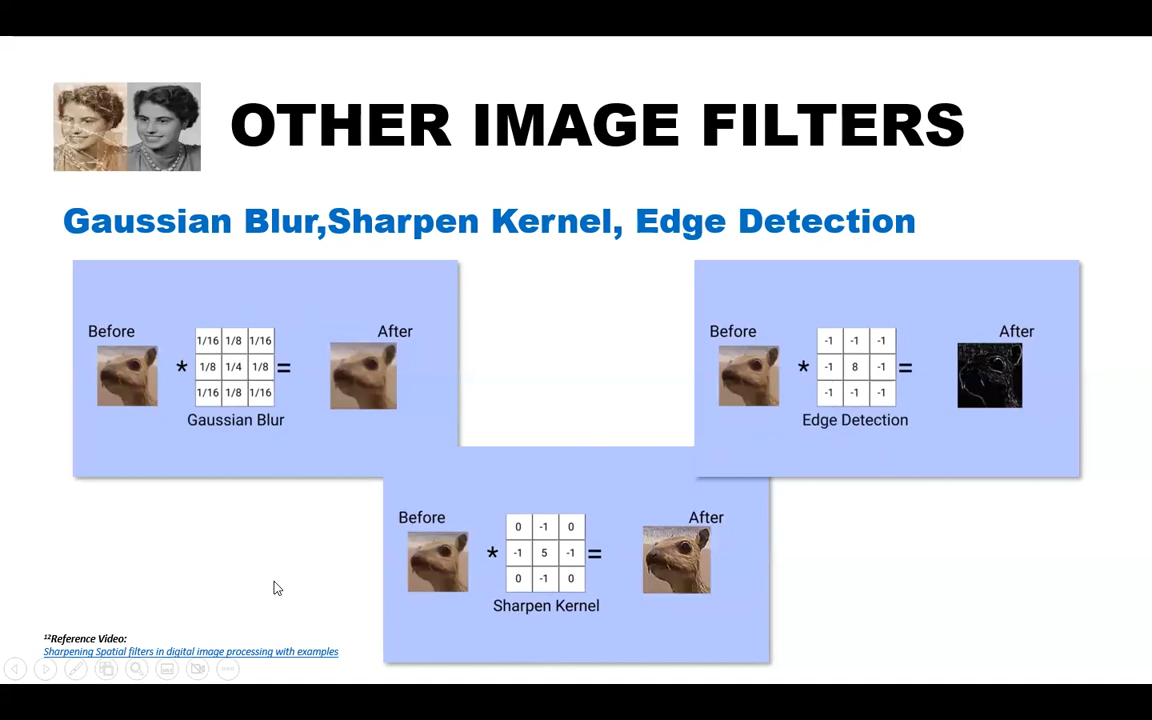 OTHER IMAGE FILTERS
Gaussian Blur,Sharpen Kernel, Edge Detection
Before
After
1/16 1/8 1/16
* 1/8 1/4 1/8 =
1/16 1/8 1/16
Gaussian Blur
Before
After
-1 -1 -1
* -1 8 -1 =
-1 -1 -1
Edge Detection
Before
After
0 -1 0
* -1 5 -1 =
0 -1 0
Sharpen Kernel
12Reference Video:
Sharpening Spatial filters in digital image processing with examples